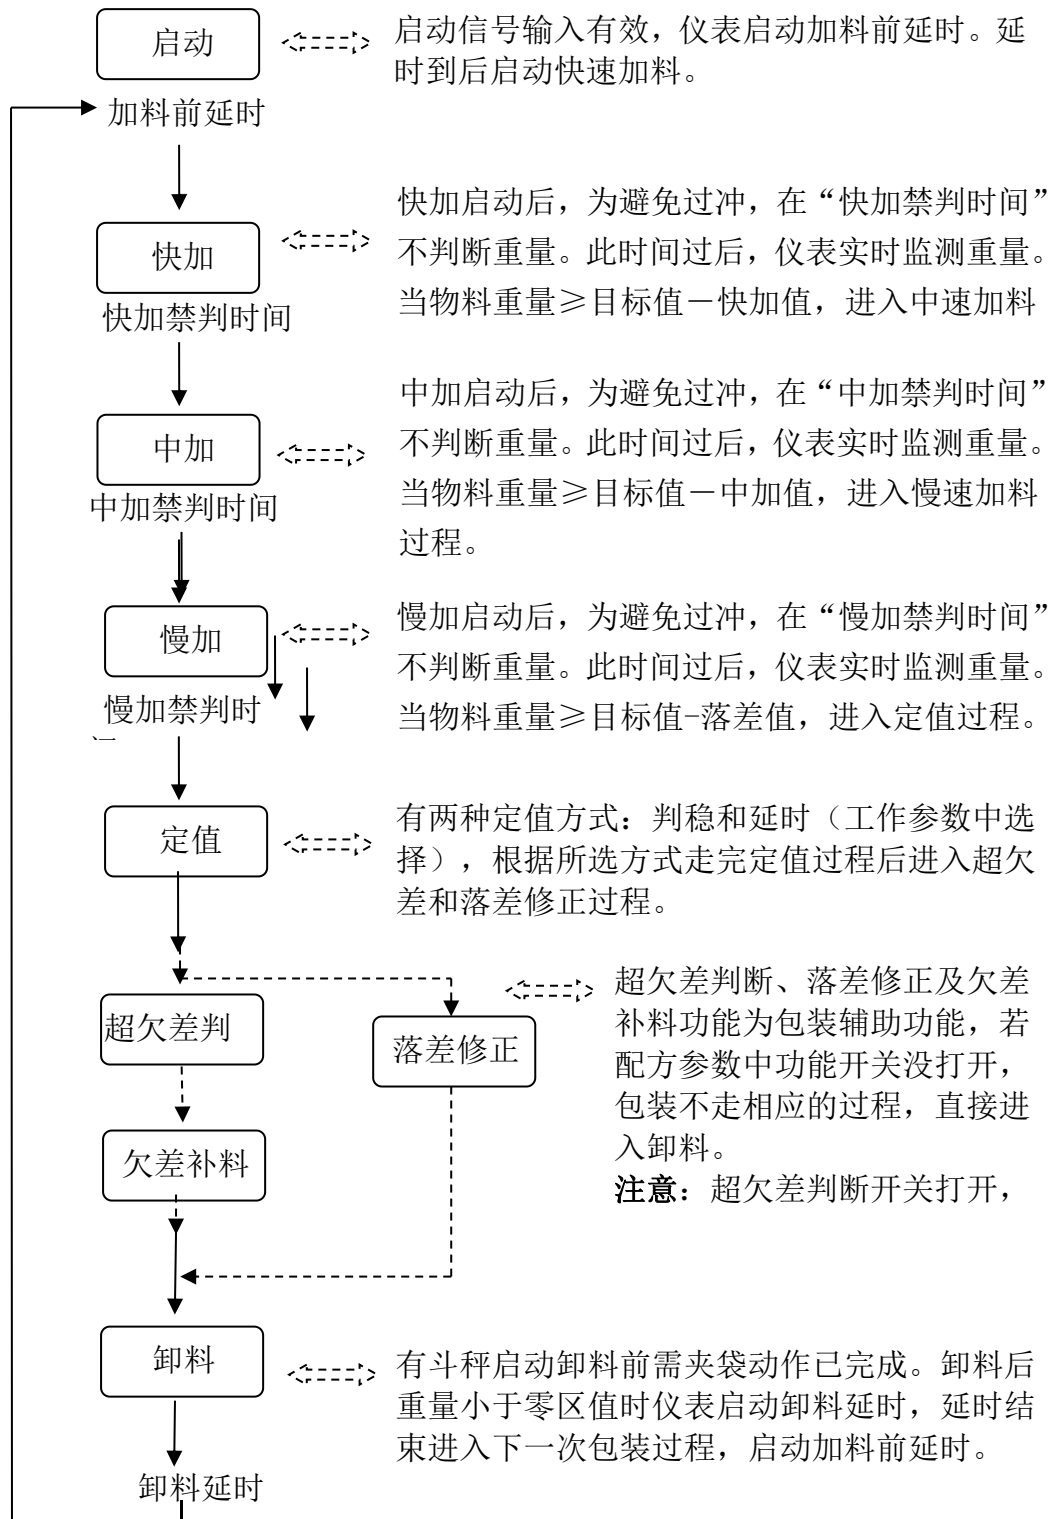 启动
启动信号输入有效，仪表启动加料前延时。延
时到后启动快速加料。
加料前延时
快加启动后，为避免过冲，在“快加禁判时间”
快加
不判断重量。此时间过后，仪表实时监测重量。
当物料重量≥目标值－快加值，进入中速加料
快加禁判时间
中加启动后，为避免过冲，在“中加禁判时间”
中加
不判断重量。此时间过后，仪表实时监测重量。
当物料重量≥目标值－中加值，进入慢速加料
过程。
中加禁判时间
慢加启动后，为避免过冲，在“慢加禁判时间”
慢加
不判断重量。此时间过后，仪表实时监测重量。
当物料重量≥目标值-落差值，进入定值过程。
慢加禁判时
定值
有两种定值方式：判稳和延时（工作参数中选
择），根据所选方式走完定值过程后进入超欠
差和落差修正过程。
超欠差判
落差修正
超欠差判断、落差修正及欠差
补料功能为包装辅助功能，若
配方参数中功能开关没打开，
包装不走相应的过程，直接进
入卸料。
注意：超欠差判断开关打开，
欠差补料
卸料
有斗秤启动卸料前需夹袋动作已完成。卸料后
重量小于零区值时仪表启动卸料延时，延时结
束进入下一次包装过程，启动加料前延时。
卸料延时